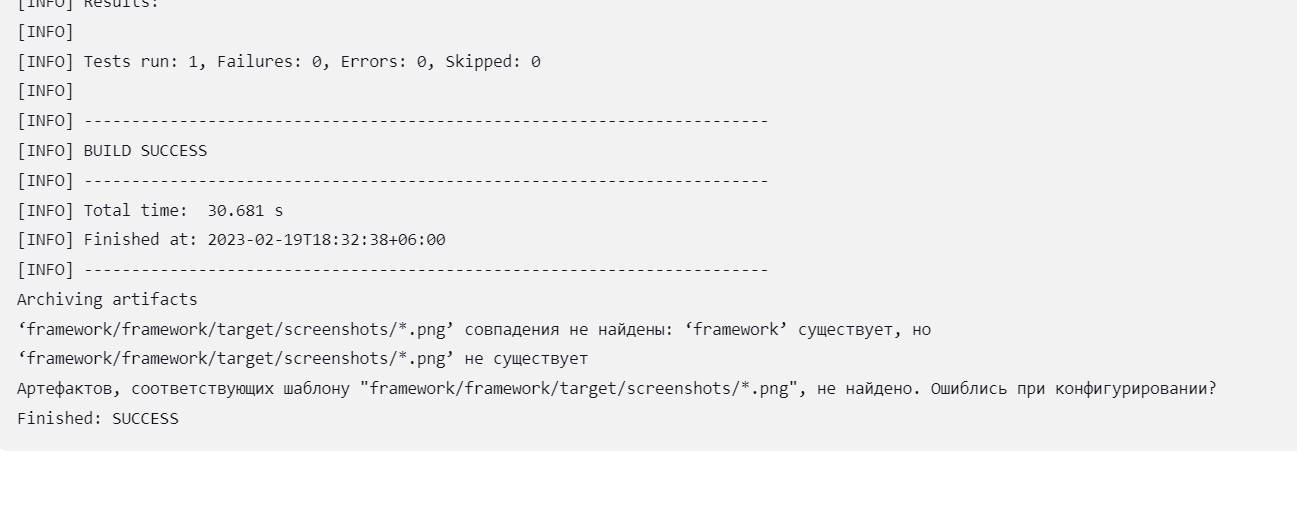 [INFO] Results:
[INFO]
[INFO] Tests run: 1, Failures: 0, Errors: 0, Skipped: 0
[INFO]
[INFO] ------------------------------------------------------------------------
[INFO] BUILD SUCCESS
[INFO] ------------------------------------------------------------------------
[INFO] Total time:  30.681 s
[INFO] Finished at: 2023-02-19T18:32:38+06:00
[INFO] ------------------------------------------------------------------------
Archiving artifacts
‘framework/framework/target/screenshots/*.png’ совпадения не найдены: ‘framework’ существует, но
‘framework/framework/target/screenshots/*.png’ не существует
Артефактов, соответствующих шаблону "framework/framework/target/screenshots/*.png", не найдено. Ошиблись при конфигурировании?
Finished: SUCCESS